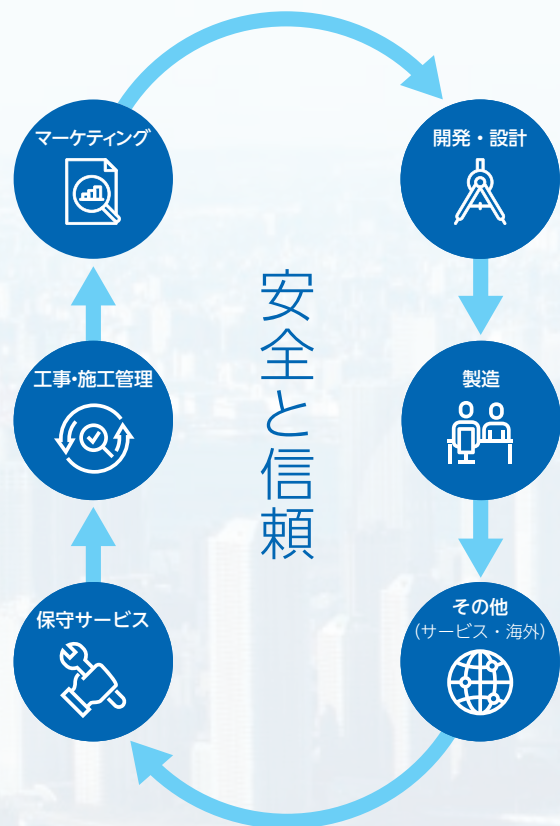 マーケティング
開発・設計
安全と信頼
工事・施工管理
製造
保守サービス
その他
(サービス・海外)